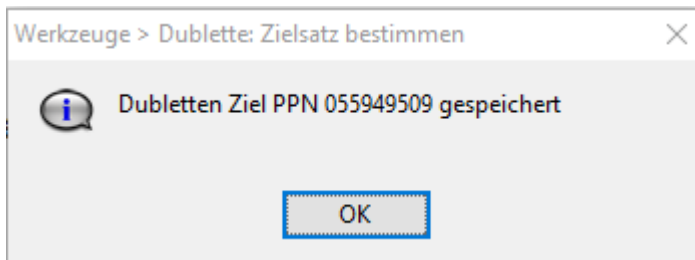 Werkzeuge > Dublette: Zielsatz bestimmen
Dubletten Ziel PPN 055949509 gespeichert
OK